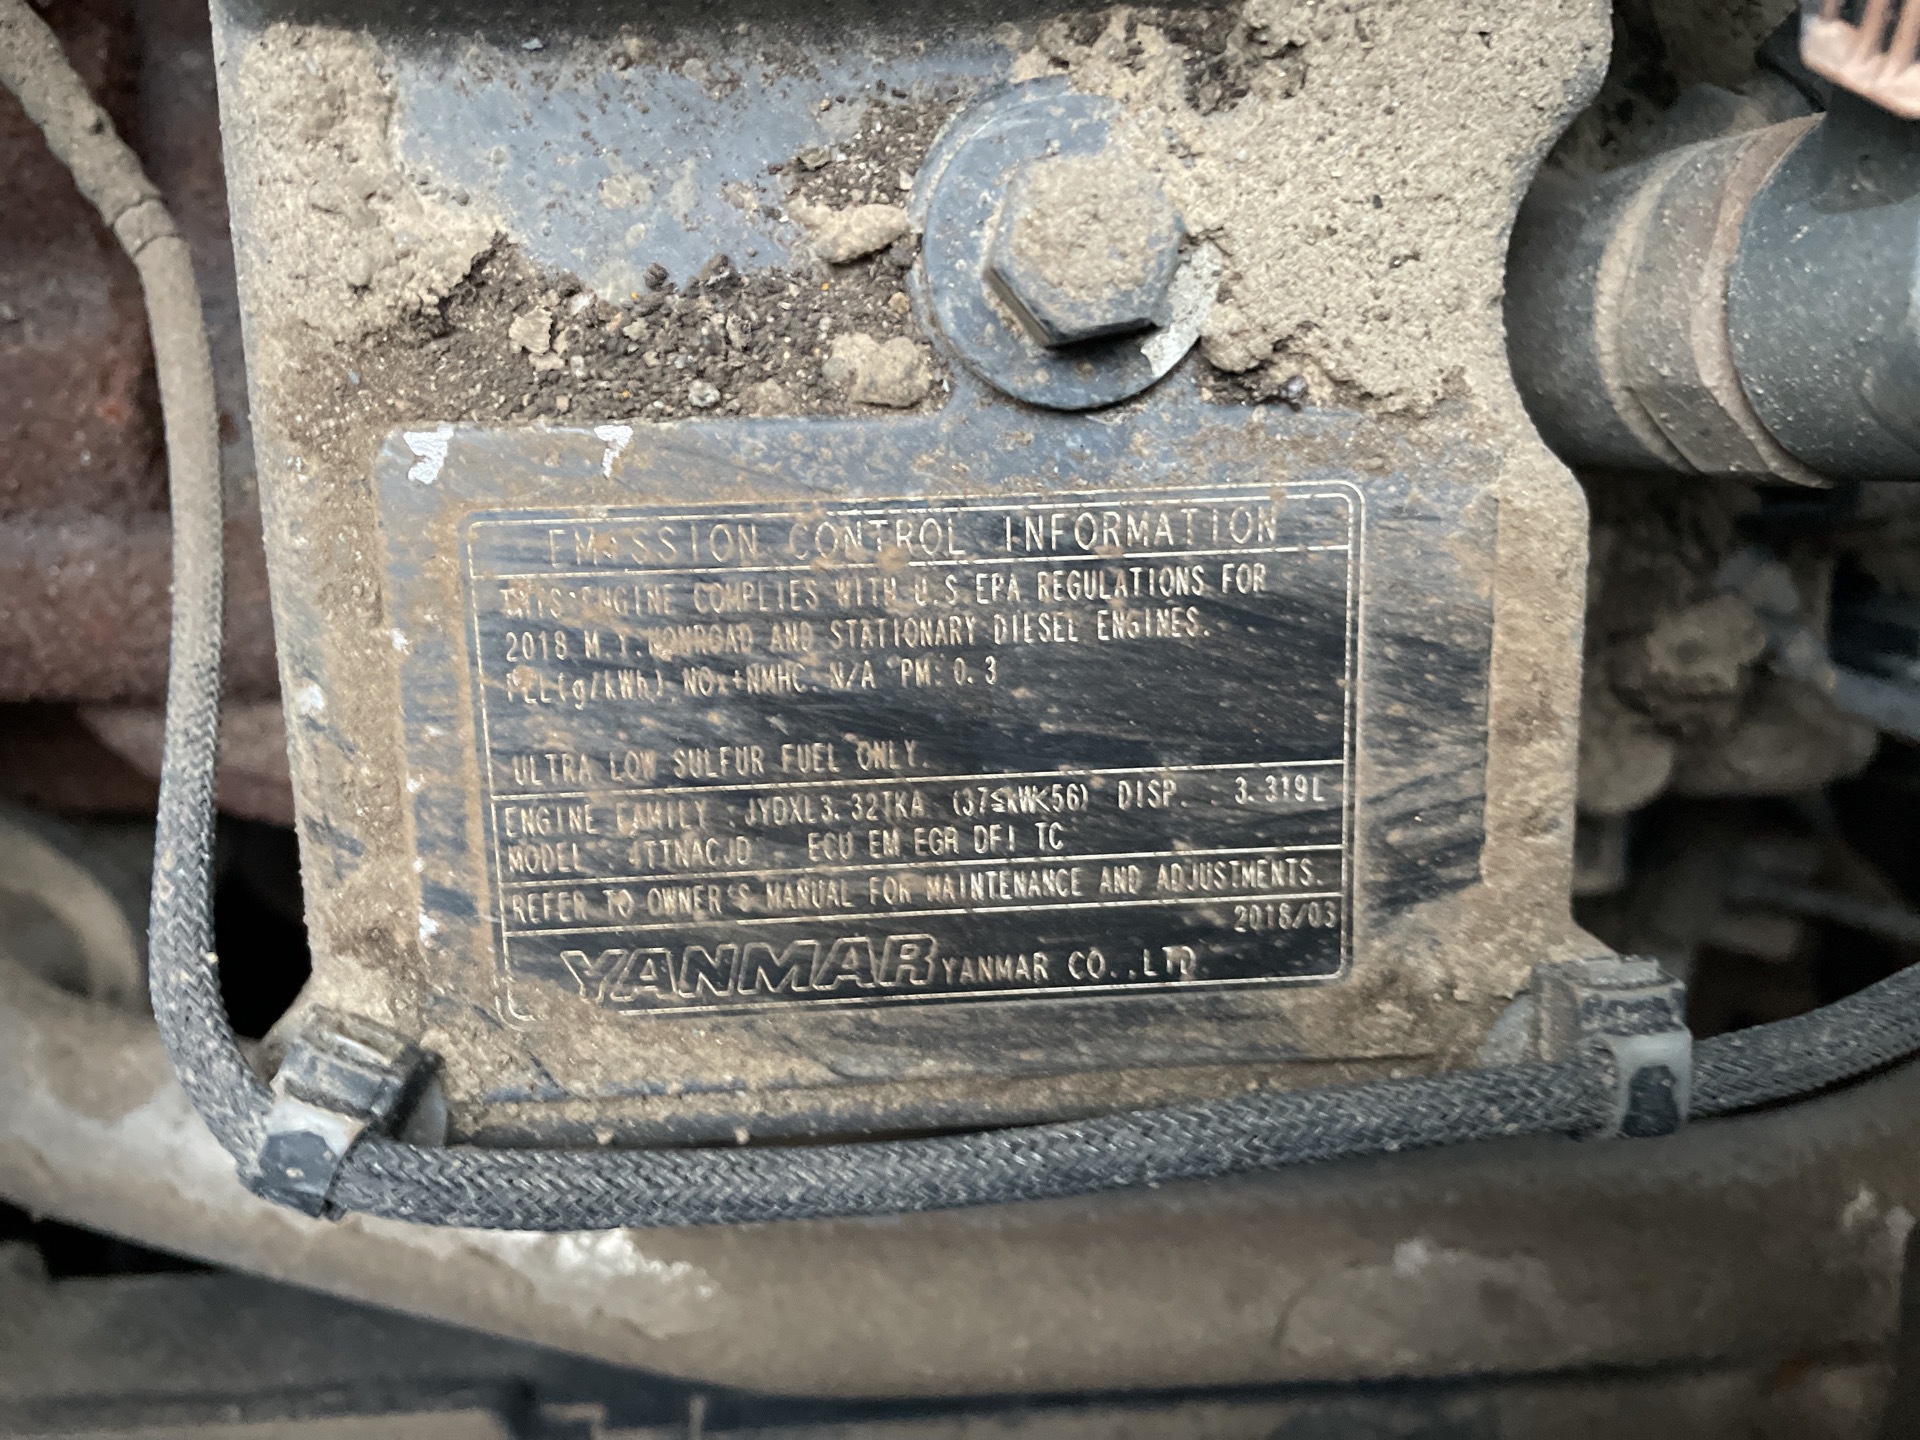 EMISSION CONTROL INFORMATION
THIS ENGINE COMPLIES WITH U.S.EPA REGULATIONS FOR
2018 M.Y.NONROAD AND STATIONARY DIESEL ENGINES.
FEL(g/kWh) NOx+NMHC: N/A PM: 0.3
ULTRA LOW SULFUR FUEL ONLY.
ENGINE FAMILY : JYDXL3.32TKA (37≦kW<56) DISP. : 3.319L
MODEL : 4TTNACJD - ECU EM EGR DFI TC
REFER TO OWNER'S MANUAL FOR MAINTENANCE AND ADJUSTMENTS.
2018/03
YANMAR YANMAR CO.,LTD.